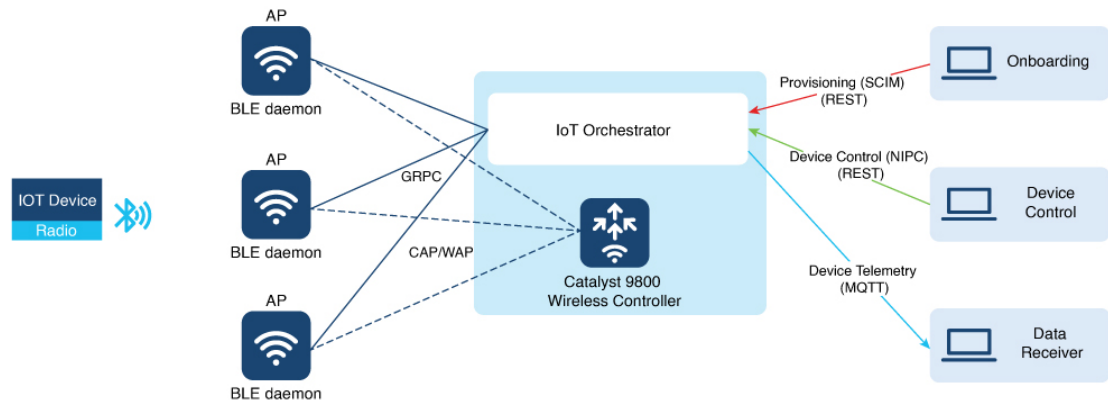 AP
BLE daemon
AP
BLE daemon
AP
BLE daemon
IOT Device
Radio
GRPC
CAP/WAP
IoT Orchestrator
Catalyst 9800
Wireless Controller
Provisioning (SCIM)
(REST)
Device Control (NIPC)
(REST)
Device Telemetry
(MQTT)
Onboarding
Device
Control
Data
Receiver